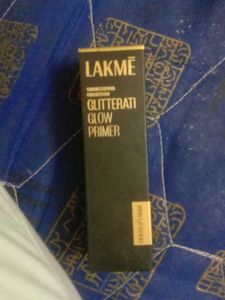 LAKMĒ
SHOWSTOPPER
COLLECTION
GLITTERATI
GLOW
PRIMER